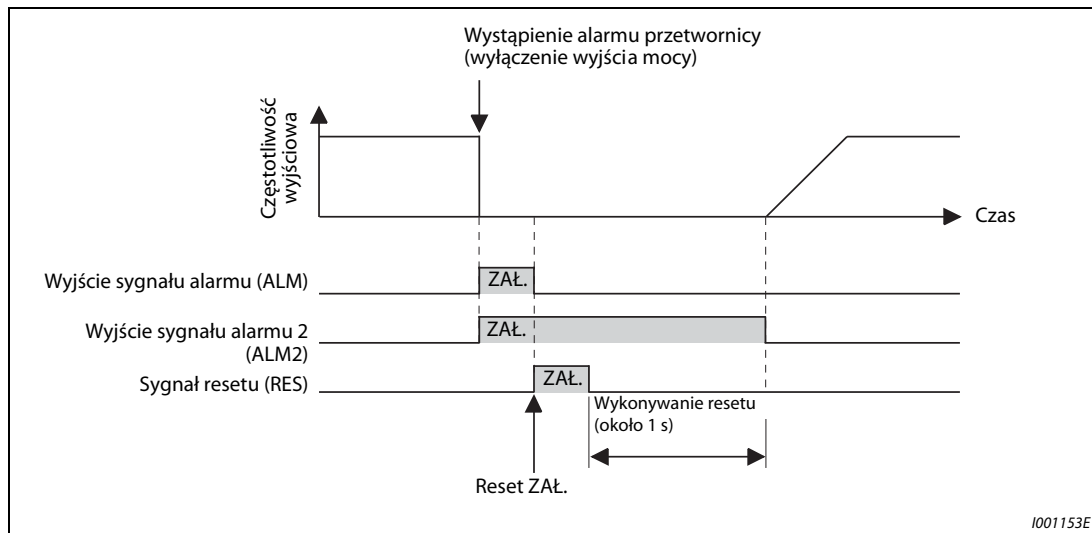 Wystąpienie alarmu przetwornicy
(wyłączenie wyjścia mocy)
Częstotliwość
wyjściowa
Czas
Wyjście sygnału alarmu (ALM)
ZAŁ.
Wyjście sygnału alarmu 2
(ALM2)
ZAŁ.
Sygnał resetu (RES)
ZAŁ.
Wykonywanie resetu
(około 1 s)
Reset ZAŁ.
I001153E